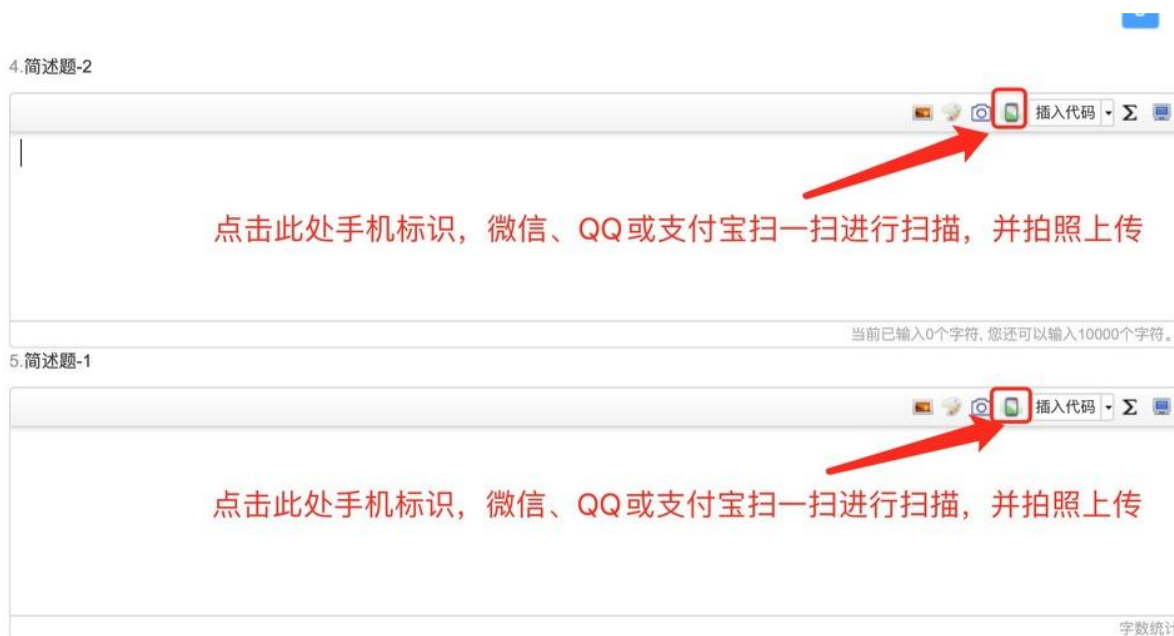 4.简述题-2
插入代码
点击此处手机标识，微信、QQ或支付宝扫一扫进行扫描，并拍照上传
当前已输入0个字符, 您还可以输入10000个字符。
5.简述题-1
插入代码
点击此处手机标识，微信、QQ或支付宝扫一扫进行扫描，并拍照上传
字数统计